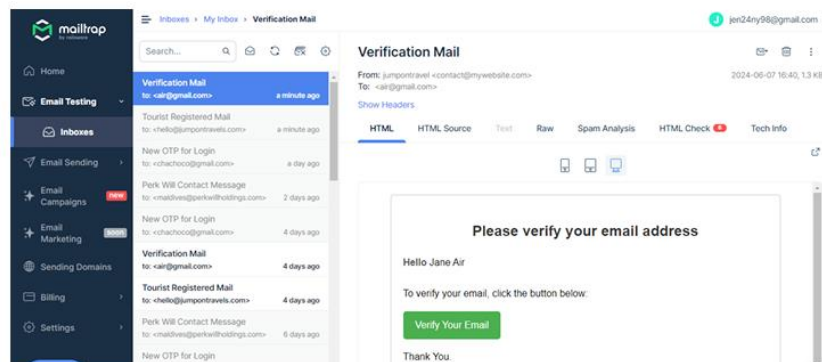 mailtrap
by railsware
Home
Email Testing
Inboxes
Email Sending
Email Campaigns new
Email Marketing soon
Sending Domains
Billing
Settings
Inboxes › My Inbox › Verification Mail
jen24ny98@gmail.com
Search...
Verification Mail
to: <air@gmail.com> a minute ago
Tourist Registered Mail
to: <hello@jumpontravels.com> a minute ago
New OTP for Login
to: <chachoco@gmail.com> a day ago
Perk Will Contact Message
to: <maldives@perkwillholdings.com> 2 days ago
New OTP for Login
to: <chachoco@gmail.com> 4 days ago
Verification Mail
to: <air@gmail.com> 4 days ago
Tourist Registered Mail
to: <hello@jumpontravels.com> 4 days ago
Perk Will Contact Message
to: <maldives@perkwillholdings.com> 6 days ago
New OTP for Login
Verification Mail
From: jumpontravel <contact@mywebsite.com> 2024-06-07 16:40, 1.3 KB
To: <air@gmail.com>
Show Headers
HTML HTML Source Text Raw Spam Analysis HTML Check 6 Tech Info
Please verify your email address
Hello Jane Air
To verify your email, click the button below:
Verify Your Email
Thank You.